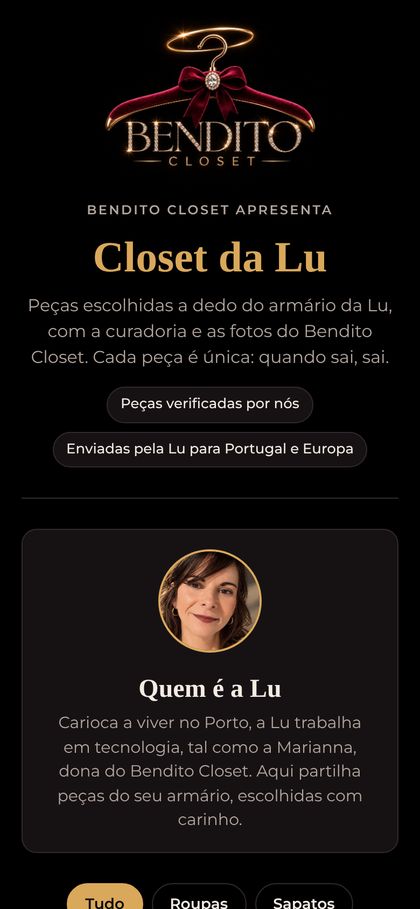 BENDITO
CLOSET
BENDITO CLOSET APRESENTA
Closet da Lu
Peças escolhidas a dedo do armário da Lu,
com a curadoria e as fotos do Bendito
Closet. Cada peça é única: quando sai, sai.
Peças verificadas por nós
Enviadas pela Lu para Portugal e Europa
Quem é a Lu
Carioca a viver no Porto, a Lu trabalha
em tecnologia, tal como a Marianna,
dona do Bendito Closet. Aqui partilha
peças do seu armário, escolhidas com
carinho.
Tudo Roupas Sapatos